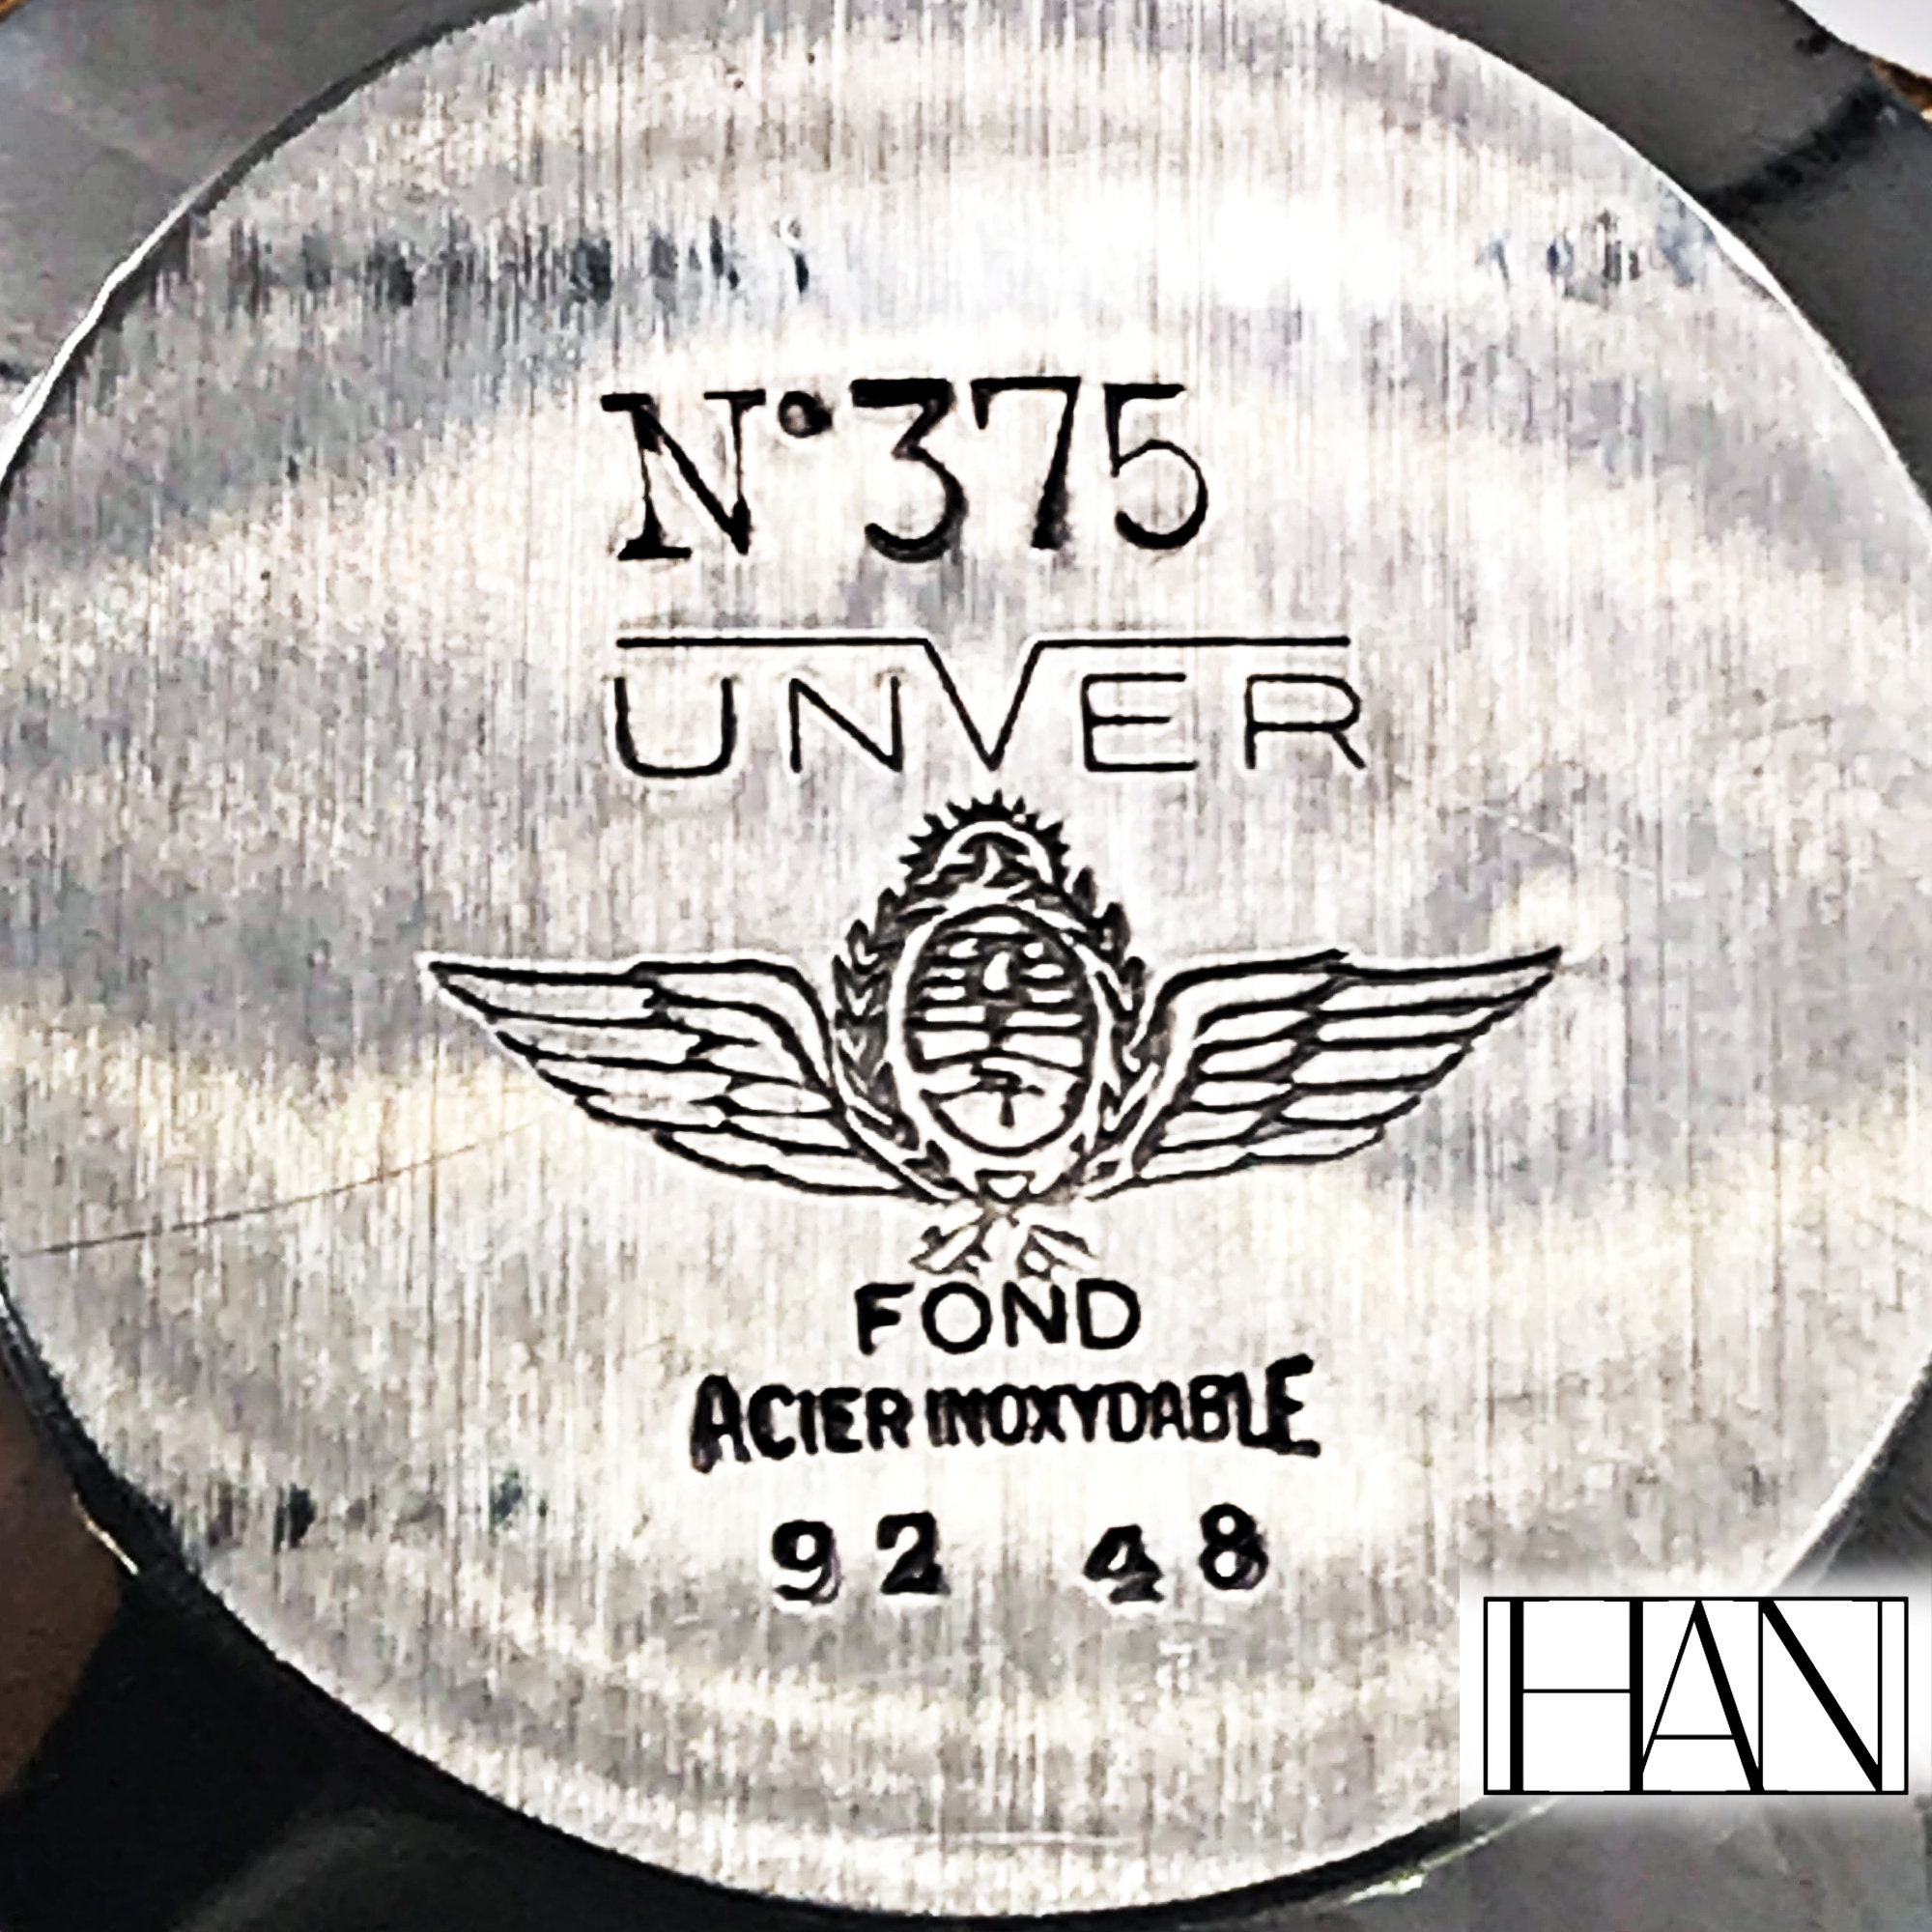 N°375
UNVER
FOND
ACIER INOXYDABLE
92 48
HAN